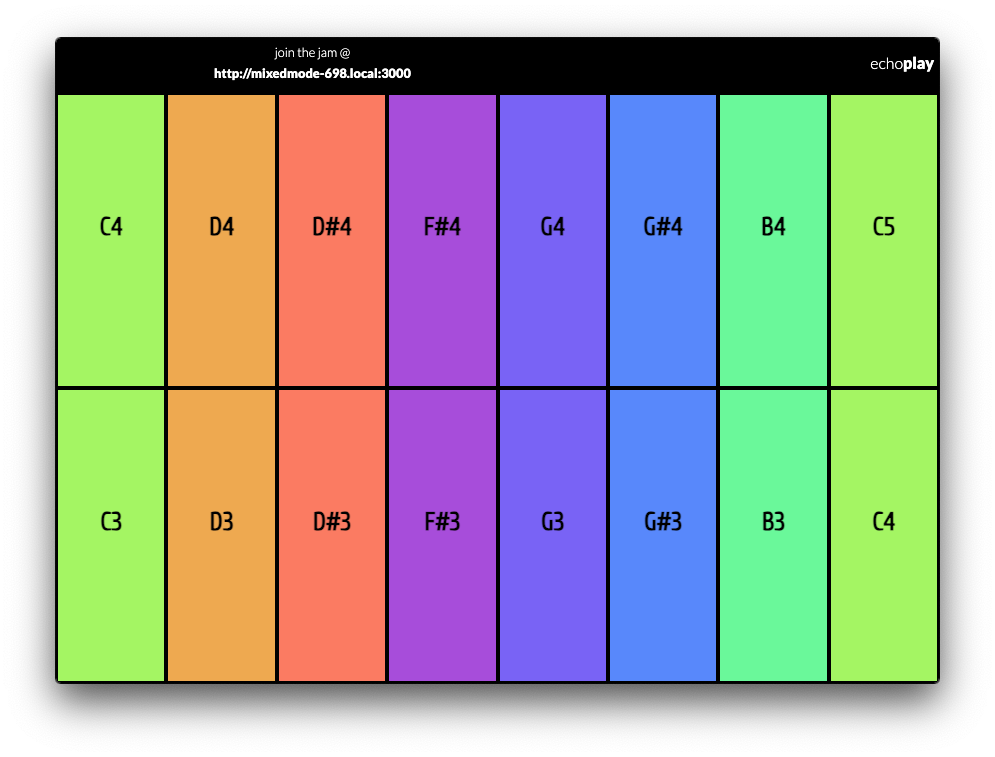 join the jam @
http://mixedmode-698.local:3000
echoplay
C4 D4 D#4 F#4 G4 G#4 B4 C5
C3 D3 D#3 F#3 G3 G#3 B3 C4